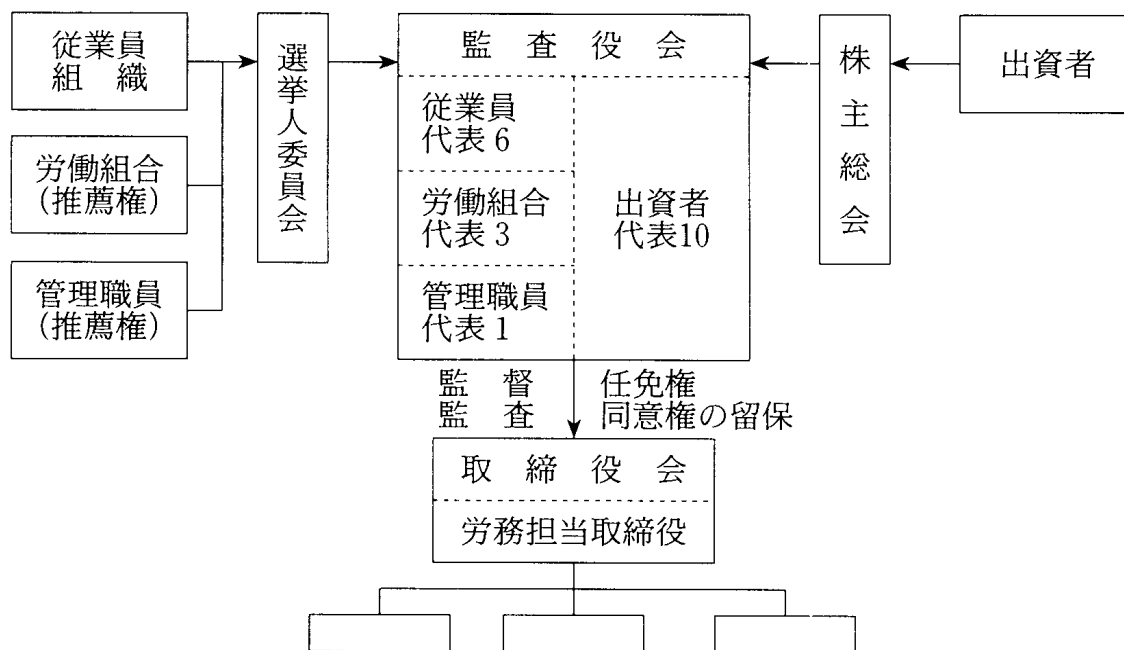 従業員
組織
労働組合
(推薦権)
管理職員
(推薦権)
選挙人委員会
監査役会
従業員
代表6
労働組合
代表3
管理職員
代表1
出資者
代表10
株主総会
出資者
監督
監査
任免権
同意権の留保
取締役会
労務担当取締役